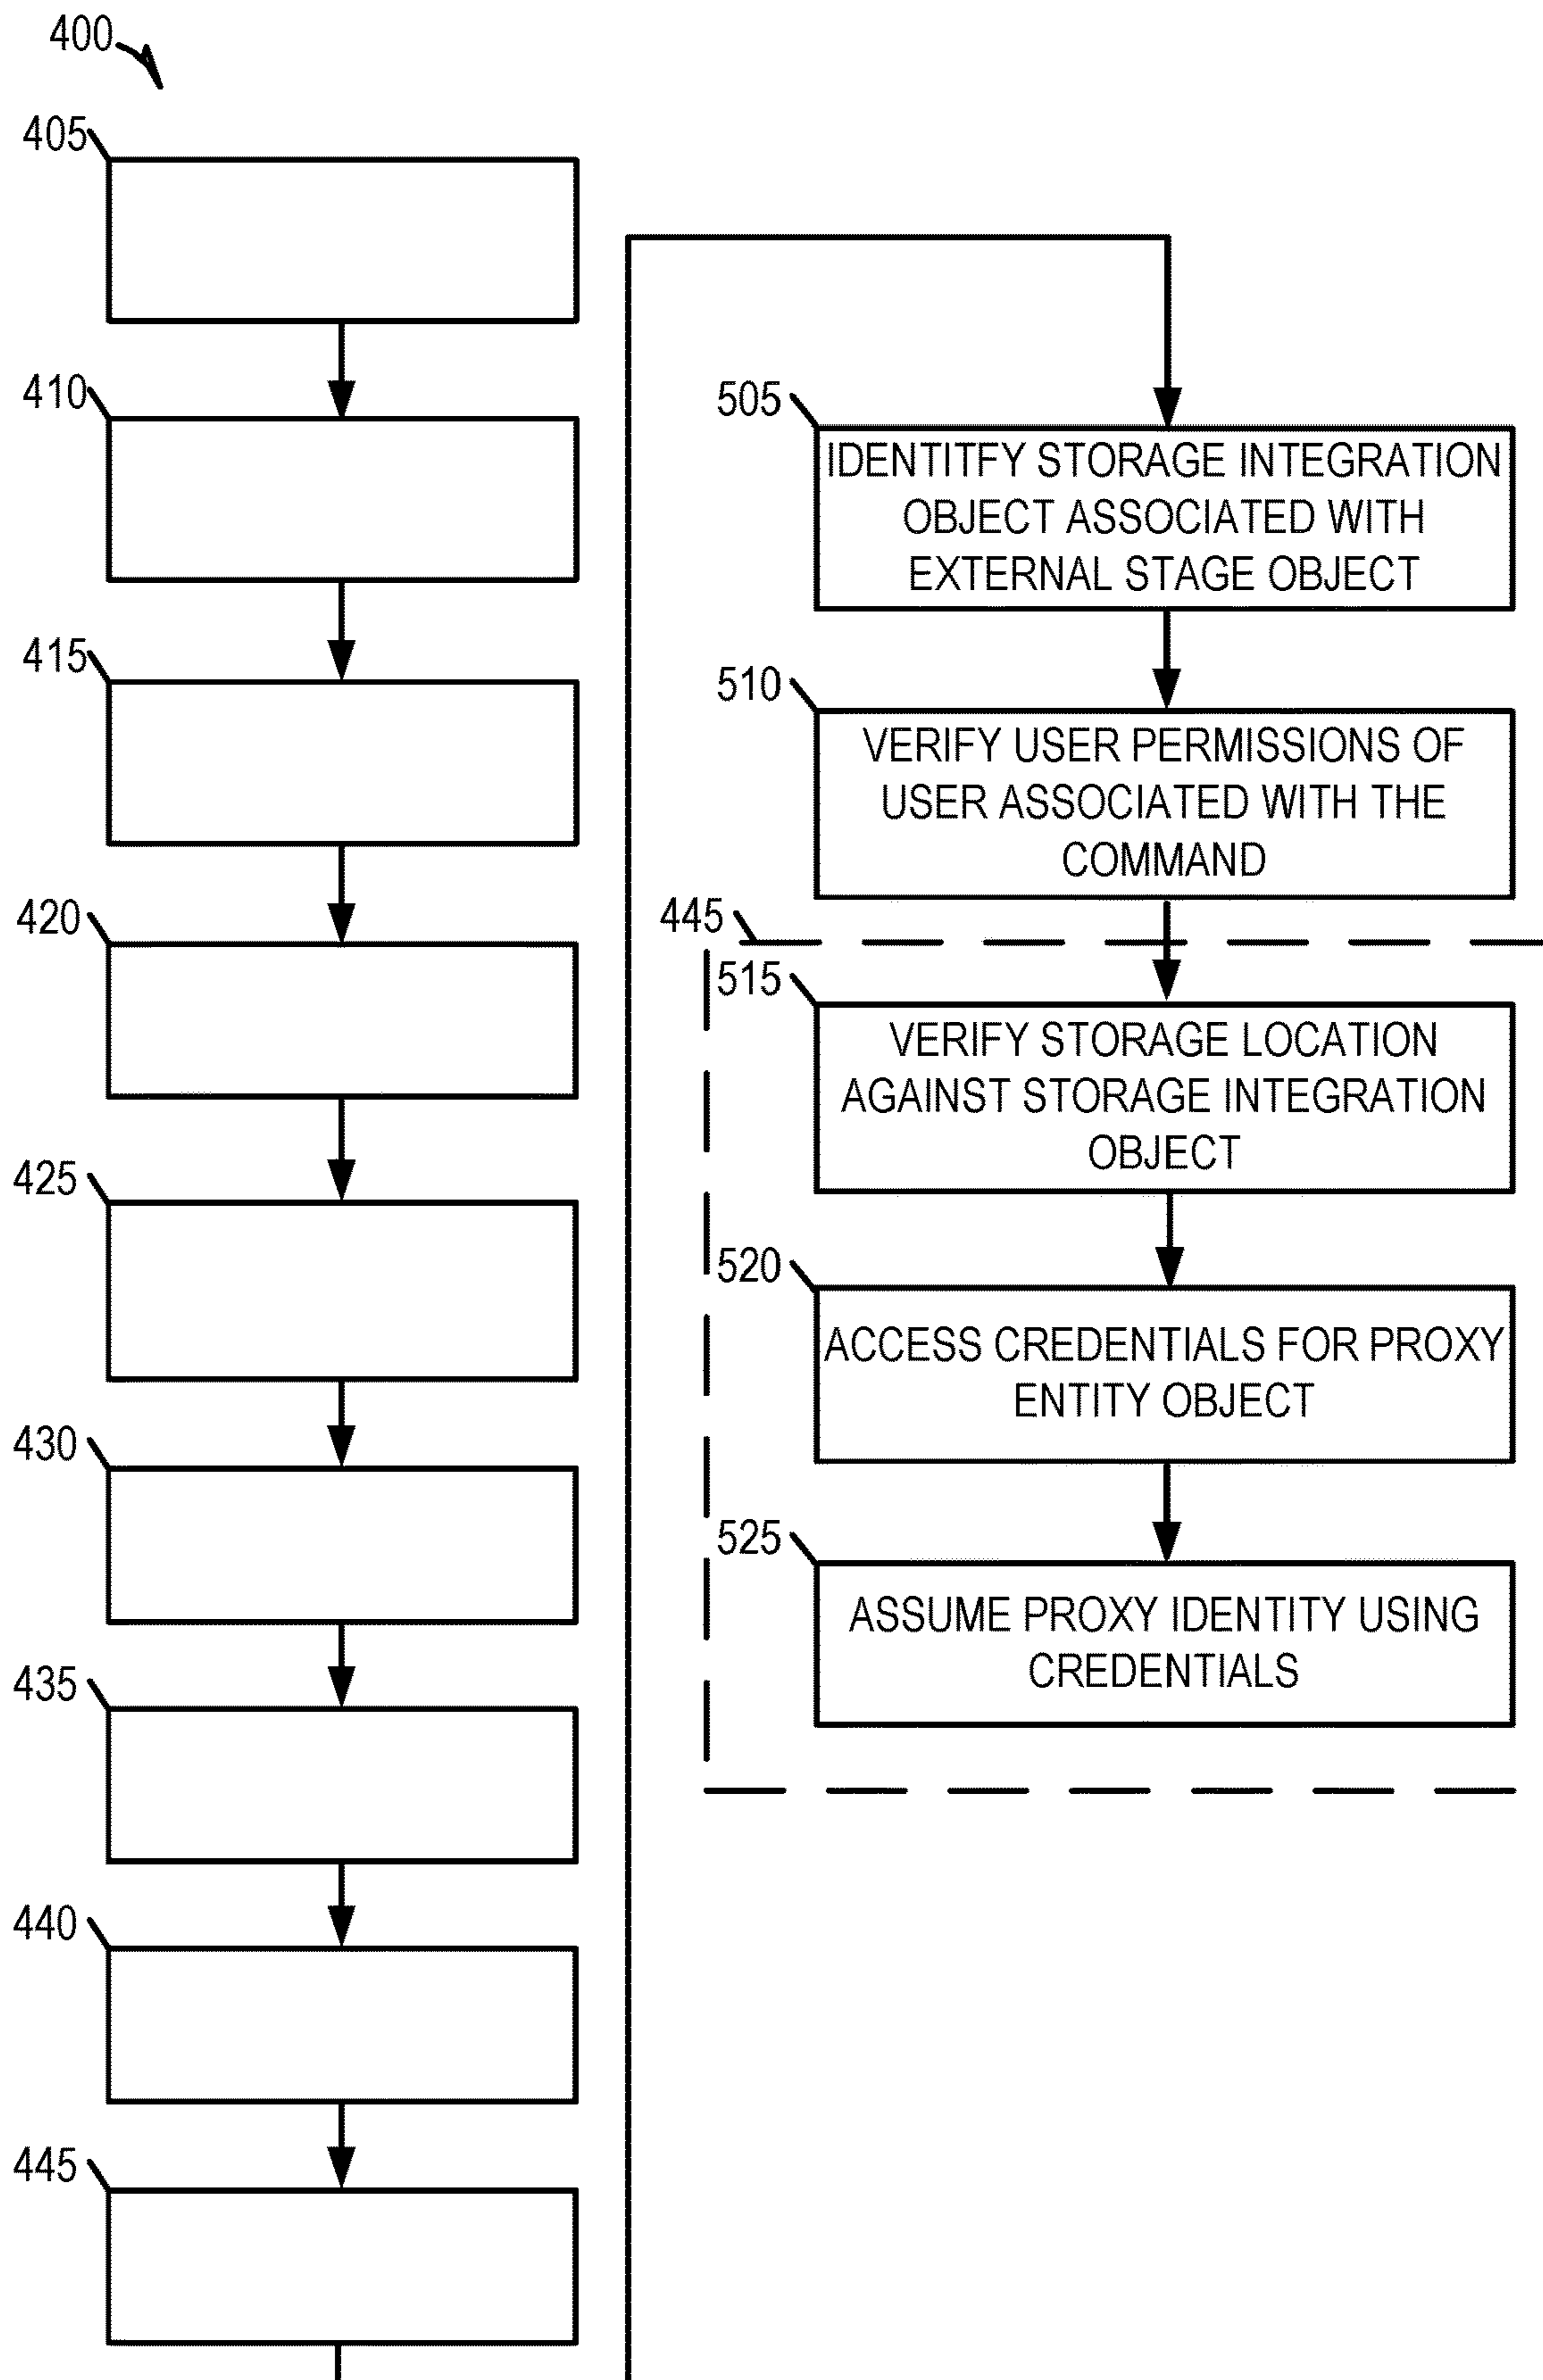 400
405
410
415
420
425
430
435
440
445
505
IDENTITFY STORAGE INTEGRATION
OBJECT ASSOCIATED WITH
EXTERNAL STAGE OBJECT
510
VERIFY USER PERMISSIONS OF
USER ASSOCIATED WITH THE
COMMAND
445
515
VERIFY STORAGE LOCATION
AGAINST STORAGE INTEGRATION
OBJECT
520
ACCESS CREDENTIALS FOR PROXY
ENTITY OBJECT
525
ASSUME PROXY IDENTITY USING
CREDENTIALS